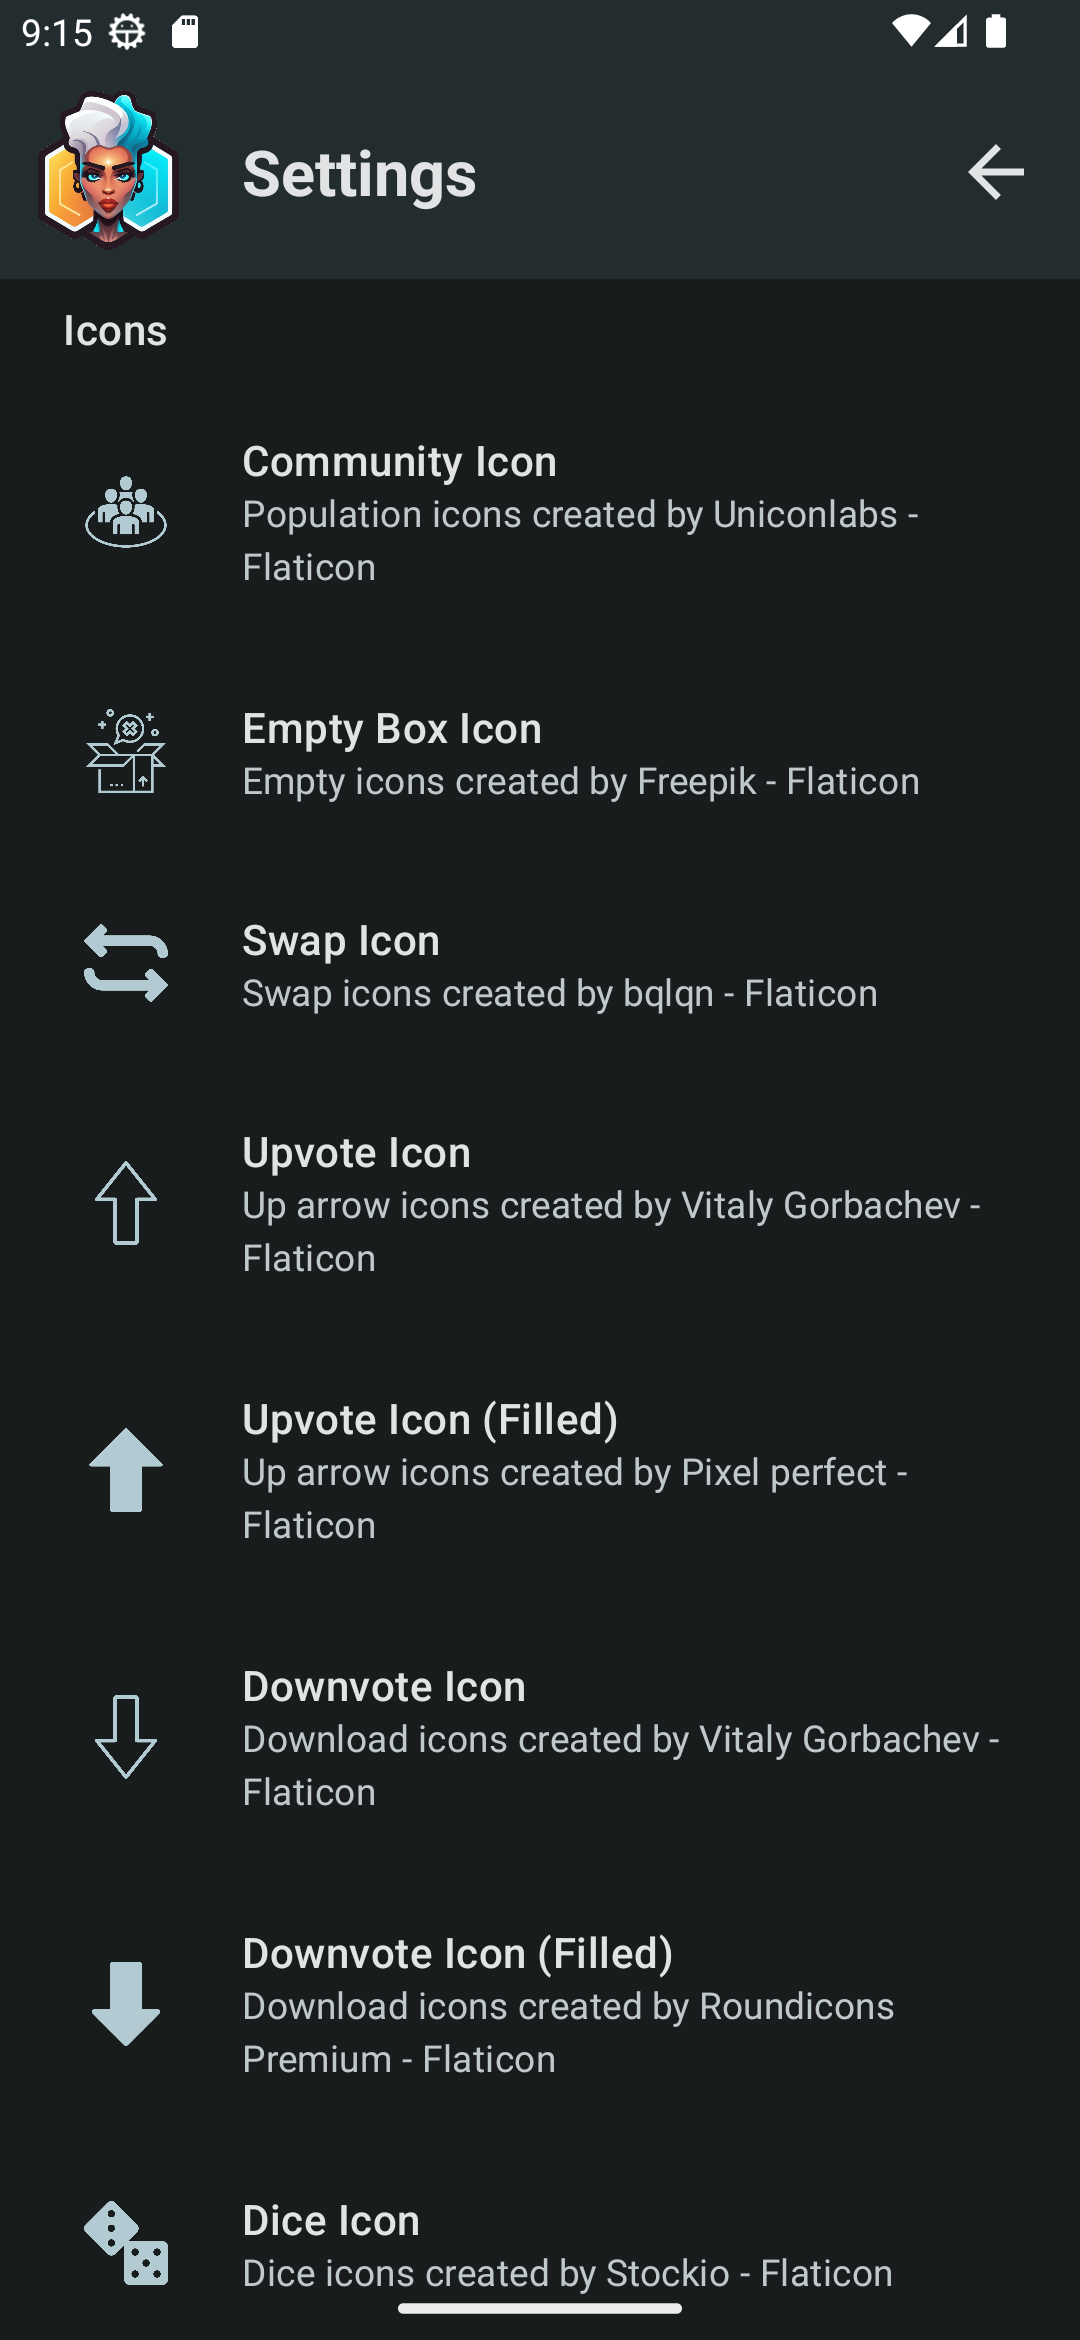 9:15
Settings
Icons
Community Icon
Population icons created by Uniconlabs -
Flaticon
Empty Box Icon
Empty icons created by Freepik - Flaticon
Swap Icon
Swap icons created by bqlqn - Flaticon
Upvote Icon
Up arrow icons created by Vitaly Gorbachev -
Flaticon
Upvote Icon (Filled)
Up arrow icons created by Pixel perfect -
Flaticon
Downvote Icon
Download icons created by Vitaly Gorbachev -
Flaticon
Downvote Icon (Filled)
Download icons created by Roundicons
Premium - Flaticon
Dice Icon
Dice icons created by Stockio - Flaticon